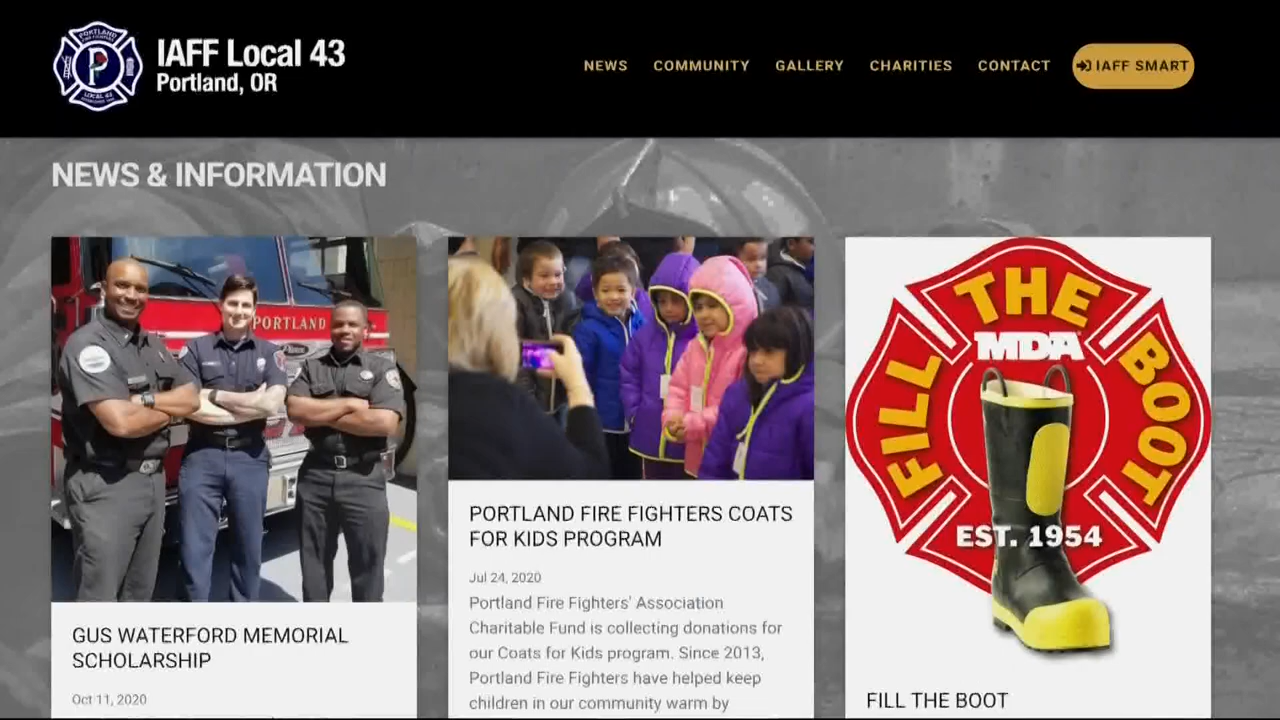 PORTLAND
P
LOCAL 43
IAFF Local 43
Portland, OR
NEWS COMMUNITY GALLERY CHARITIES CONTACT IAFF SMART
NEWS & INFORMATION
PORTLAND
GUS WATERFORD MEMORIAL
SCHOLARSHIP
Oct 11, 2020
PORTLAND FIRE FIGHTERS COATS
FOR KIDS PROGRAM
Jul 24, 2020
Portland Fire Fighters' Association
Charitable Fund is collecting donations for
our Coats for Kids program. Since 2013,
Portland Fire Fighters have helped keep
children in our community warm by
FILL THE BOOT
MDA
EST. 1954
FILL THE BOOT